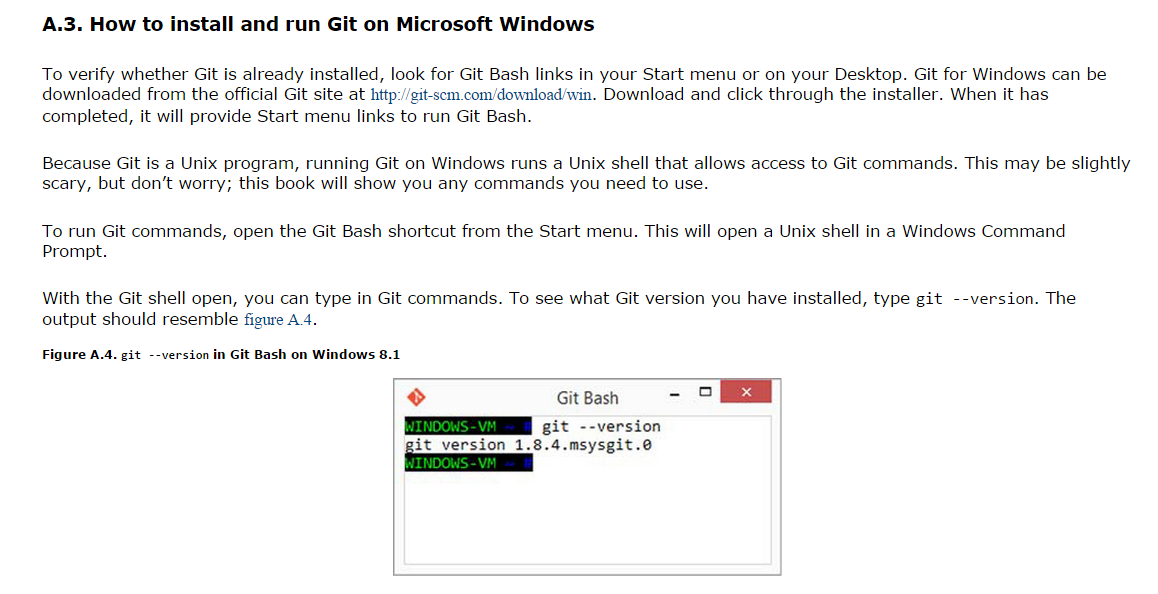 A.3. How to install and run Git on Microsoft Windows
To verify whether Git is already installed, look for Git Bash links in your Start menu or on your Desktop. Git for Windows can be
downloaded from the official Git site at http://git-scm.com/download/win. Download and click through the installer. When it has
completed, it will provide Start menu links to run Git Bash.
Because Git is a Unix program, running Git on Windows runs a Unix shell that allows access to Git commands. This may be slightly
scary, but don’t worry; this book will show you any commands you need to use.
To run Git commands, open the Git Bash shortcut from the Start menu. This will open a Unix shell in a Windows Command
Prompt.
With the Git shell open, you can type in Git commands. To see what Git version you have installed, type git --version. The
output should resemble figure A.4.
Figure A.4. git --version in Git Bash on Windows 8.1
Git Bash
WINDOWS-VM ~ # git --version
git version 1.8.4.msysgit.0
WINDOWS-VM ~ #